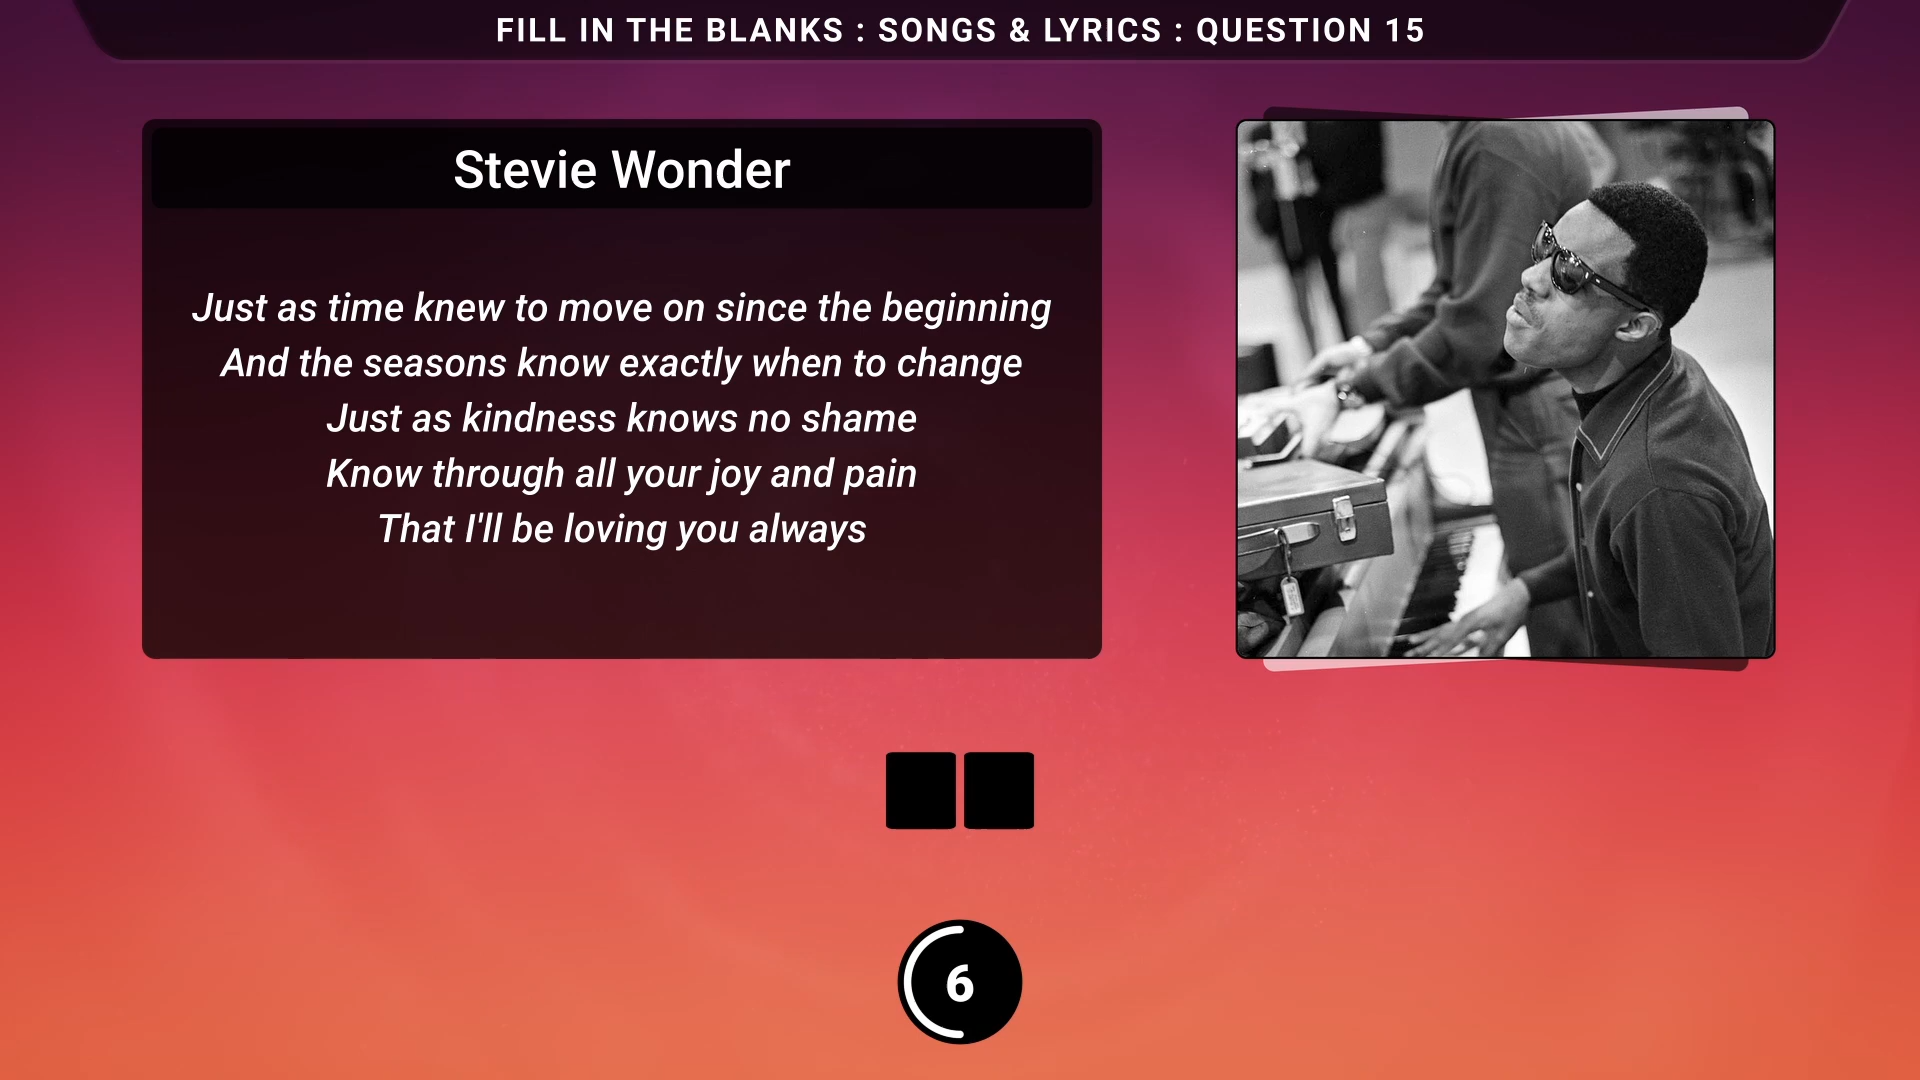 FILL IN THE BLANKS : SONGS & LYRICS : QUESTION 15
Stevie Wonder
Just as time knew to move on since the beginning
And the seasons know exactly when to change
Just as kindness knows no shame
Know through all your joy and pain
That I'll be loving you always
6